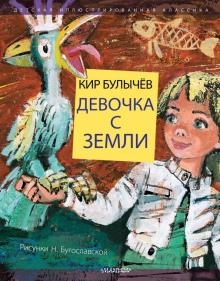 ДЕТСКАЯ ИЛЛЮСТРИРОВАННАЯ КЛАССИКА
КИР БУЛЫЧЁВ
ДЕВОЧКА
С
ЗЕМЛИ
Рисунки Н. Бугославской